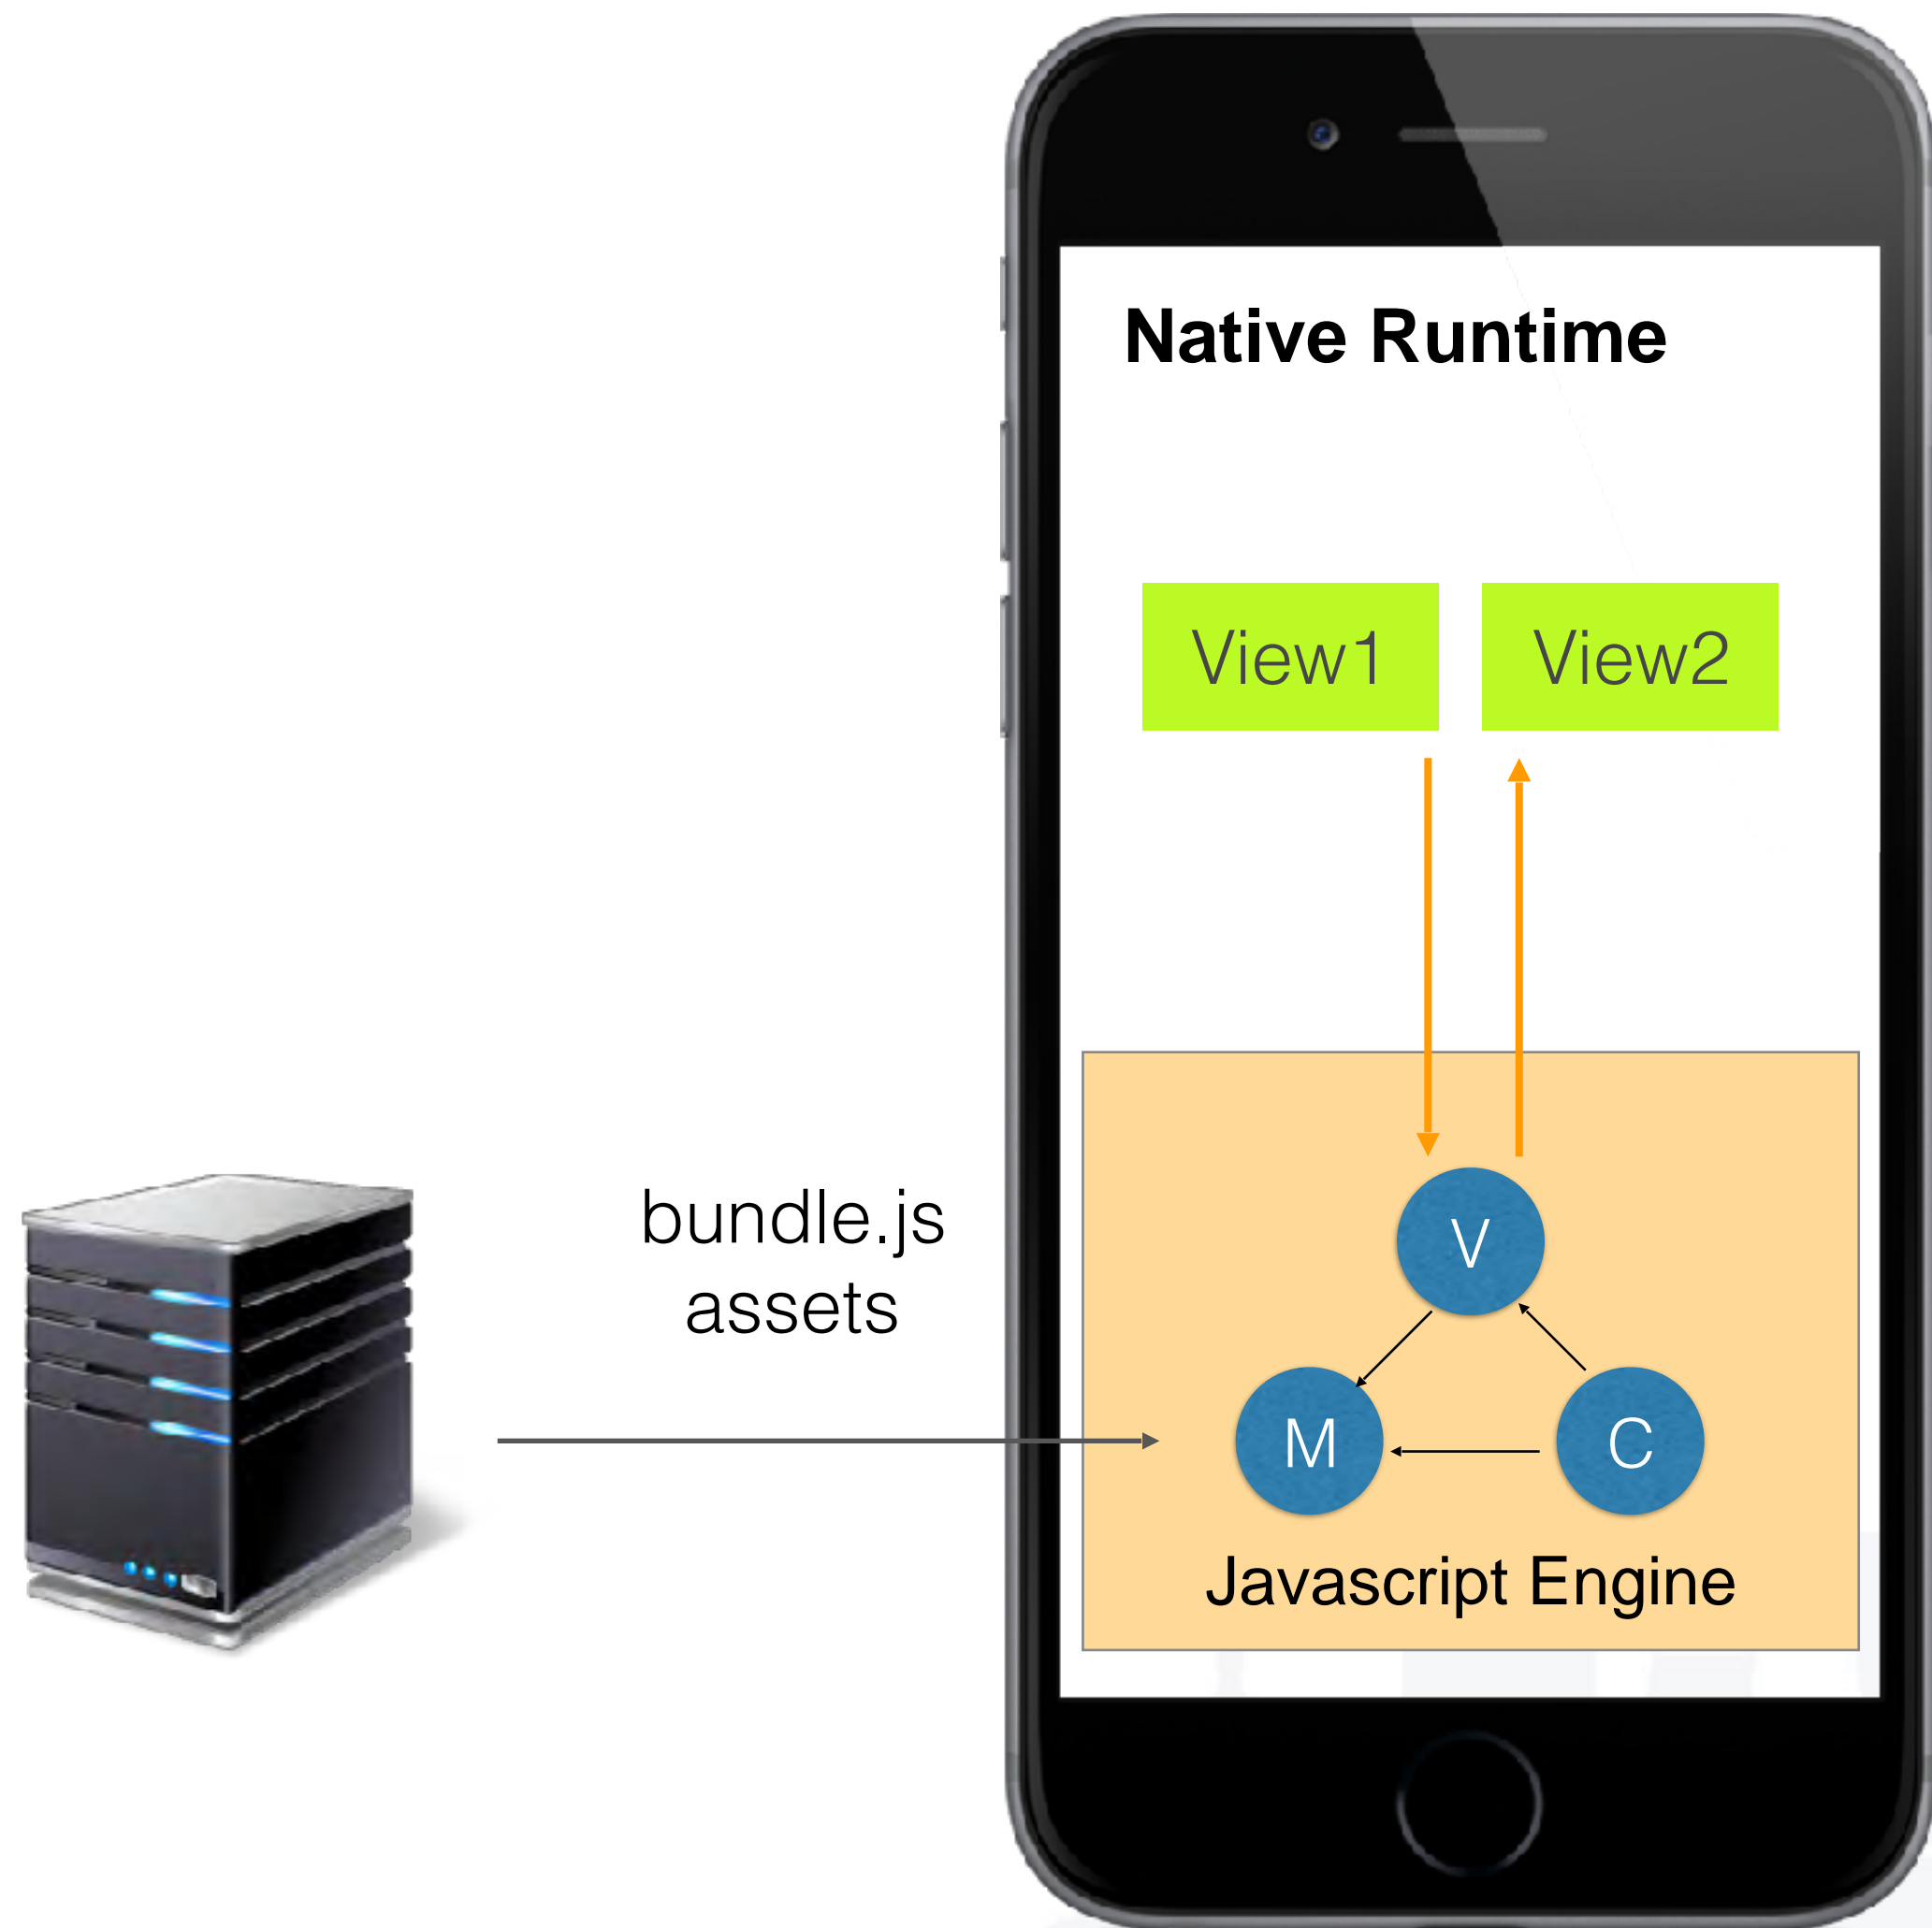 Native Runtime
View1
View2
bundle.js
assets
V
M
C
Javascript Engine